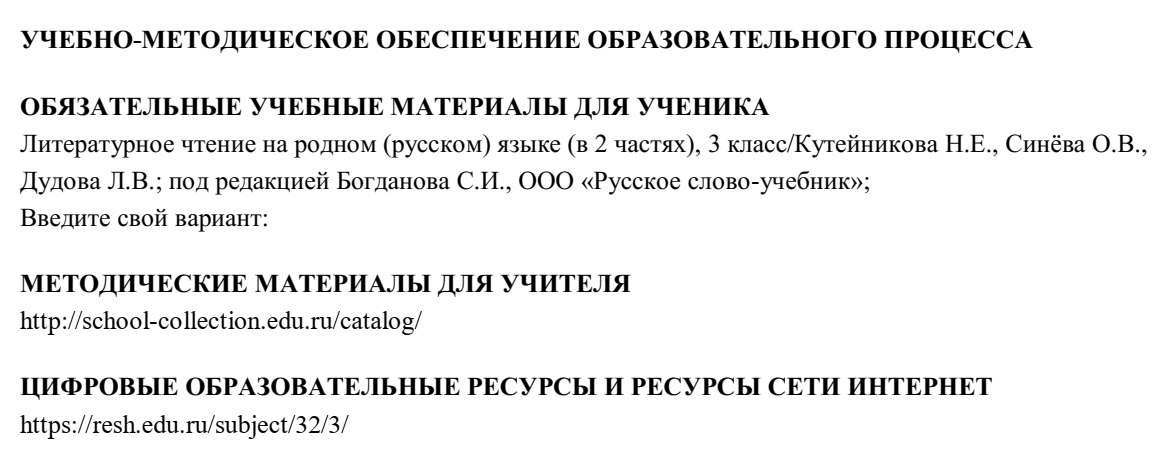 УЧЕБНО-МЕТОДИЧЕСКОЕ ОБЕСПЕЧЕНИЕ ОБРАЗОВАТЕЛЬНОГО ПРОЦЕССА
ОБЯЗАТЕЛЬНЫЕ УЧЕБНЫЕ МАТЕРИАЛЫ ДЛЯ УЧЕНИКА
Литературное чтение на родном (русском) языке (в 2 частях), 3 класс/Кутейникова Н.Е., Синёва О.В.,
Дудова Л.В.; под редакцией Богданова С.И., ООО «Русское слово-учебник»;
Введите свой вариант:
МЕТОДИЧЕСКИЕ МАТЕРИАЛЫ ДЛЯ УЧИТЕЛЯ
http://school-collection.edu.ru/catalog/
ЦИФРОВЫЕ ОБРАЗОВАТЕЛЬНЫЕ РЕСУРСЫ И РЕСУРСЫ СЕТИ ИНТЕРНЕТ
https://resh.edu.ru/subject/32/3/